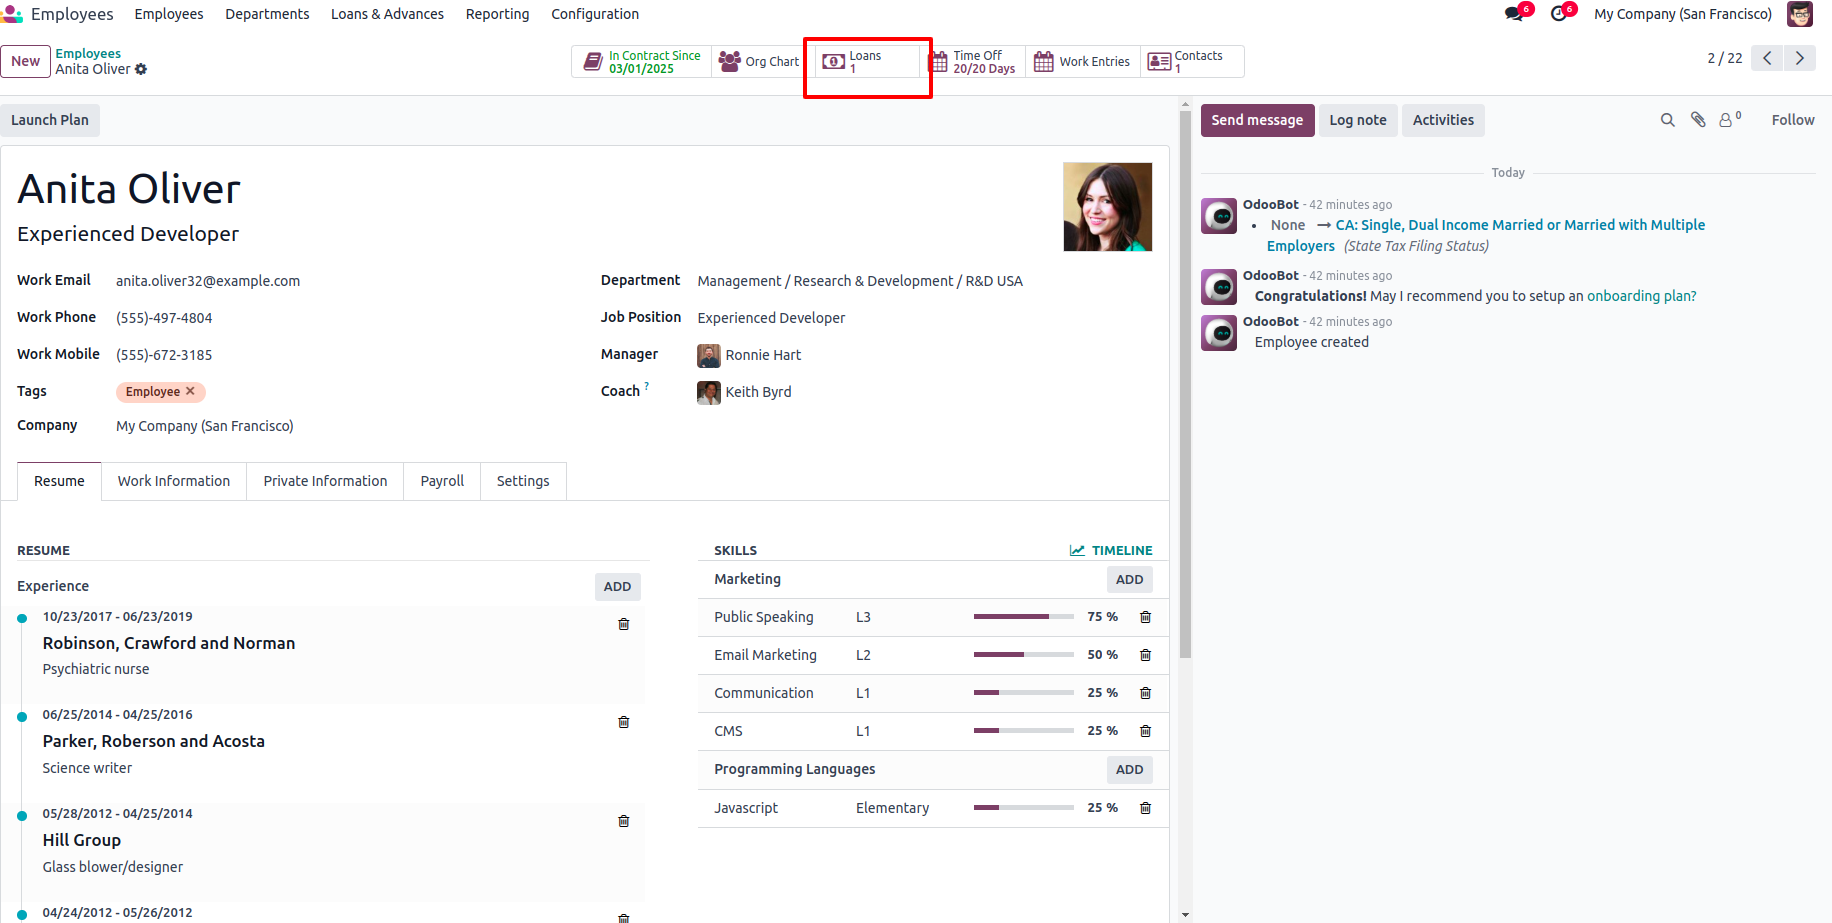 Employees Employees Departments Loans & Advances Reporting Configuration 6 6 My Company (San Francisco)
New
Employees
Anita Oliver
In Contract Since
03/01/2025
Org Chart
Loans
1
Time Off
20/20 Days
Work Entries
Contacts
1
2 / 22
Launch Plan
Send message Log note Activities 0 Follow
Anita Oliver
Experienced Developer
Work Email anita.oliver32@example.com
Work Phone (555)-497-4804
Work Mobile (555)-672-3185
Tags Employee ✕
Company My Company (San Francisco)
Department Management / Research & Development / R&D USA
Job Position Experienced Developer
Manager Ronnie Hart
Coach ? Keith Byrd
Resume Work Information Private Information Payroll Settings
RESUME
Experience ADD
10/23/2017 - 06/23/2019
Robinson, Crawford and Norman
Psychiatric nurse
06/25/2014 - 04/25/2016
Parker, Roberson and Acosta
Science writer
05/28/2012 - 04/25/2014
Hill Group
Glass blower/designer
04/24/2012 - 05/26/2012
SKILLS TIMELINE
Marketing ADD
Public Speaking L3 75 %
Email Marketing L2 50 %
Communication L1 25 %
CMS L1 25 %
Programming Languages ADD
Javascript Elementary 25 %
Today
OdooBot - 42 minutes ago
• None → CA: Single, Dual Income Married or Married with Multiple
Employers (State Tax Filing Status)
OdooBot - 42 minutes ago
Congratulations! May I recommend you to setup an onboarding plan?
OdooBot - 42 minutes ago
Employee created